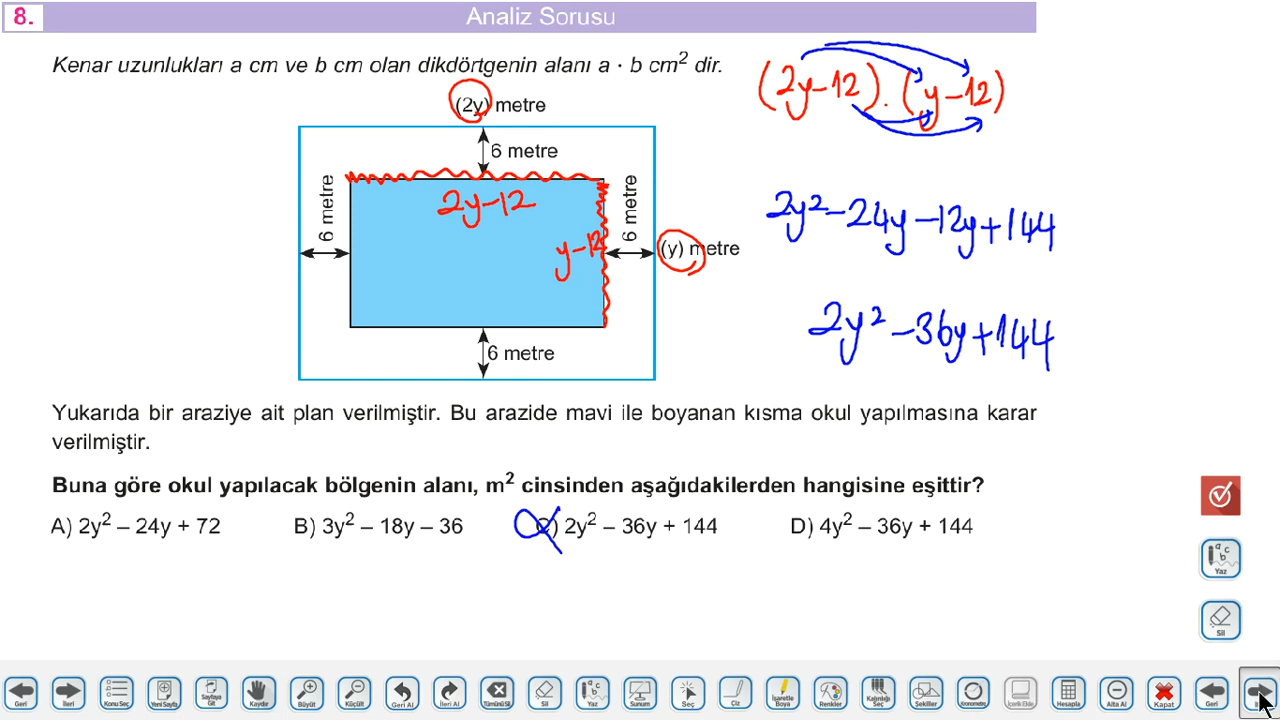 8.
Analiz Sorusu
Kenar uzunlukları a cm ve b cm olan dikdörtgenin alanı a · b cm² dir.
(2y) metre
6 metre
6 metre
6 metre
(y) metre
6 metre
2y-12
y-12
(2y-12).(y-12)
2y²-24y-12y+144
2y²-36y+144
Yukarıda bir araziye ait plan verilmiştir. Bu arazide mavi ile boyanan kısma okul yapılmasına karar
verilmiştir.
Buna göre okul yapılacak bölgenin alanı, m² cinsinden aşağıdakilerden hangisine eşittir?
A) 2y² – 24y + 72 B) 3y² – 18y – 36 C) 2y² – 36y + 144 D) 4y² – 36y + 144
Yaz
Sil
Geri İleri Konu Seç Yeni Sayfa Sayfaya Git Kaydır Büyüt Küçült Geri Al İleri Al Tümünü Sil Sil Yaz Sunum Seç Çiz İşaretle Boya Renkler Kalınlığı Seç Şekiller Kronometre İçerik Ekle Hesapla Alta Al Kapat Geri